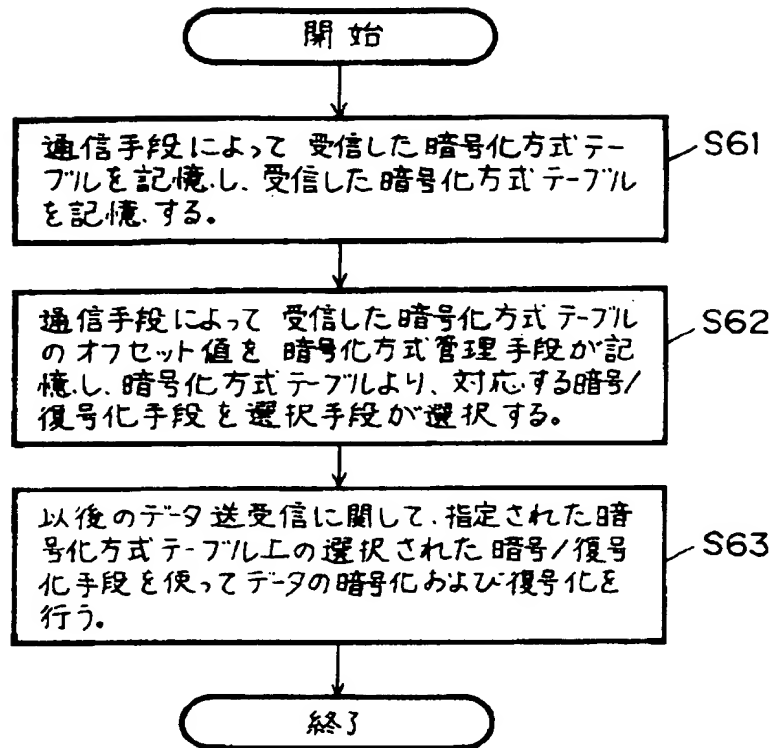 開始
通信手段によって 受信した暗号化方式テー
ブルを記憶し、受信した暗号化方式テーブル
を記憶する。
S61
通信手段によって 受信した暗号化方式テーブル
のオフセット値を 暗号化方式管理手段が記
憶し、暗号化方式テーブルより、対応する暗号/
復号化手段を選択手段が選択する。
S62
以後のデータ送受信に関して、指定された暗
号化方式テーブル上の選択された暗号/復号
化手段を使ってデータの暗号化および復号化を
行う。
S63
終了